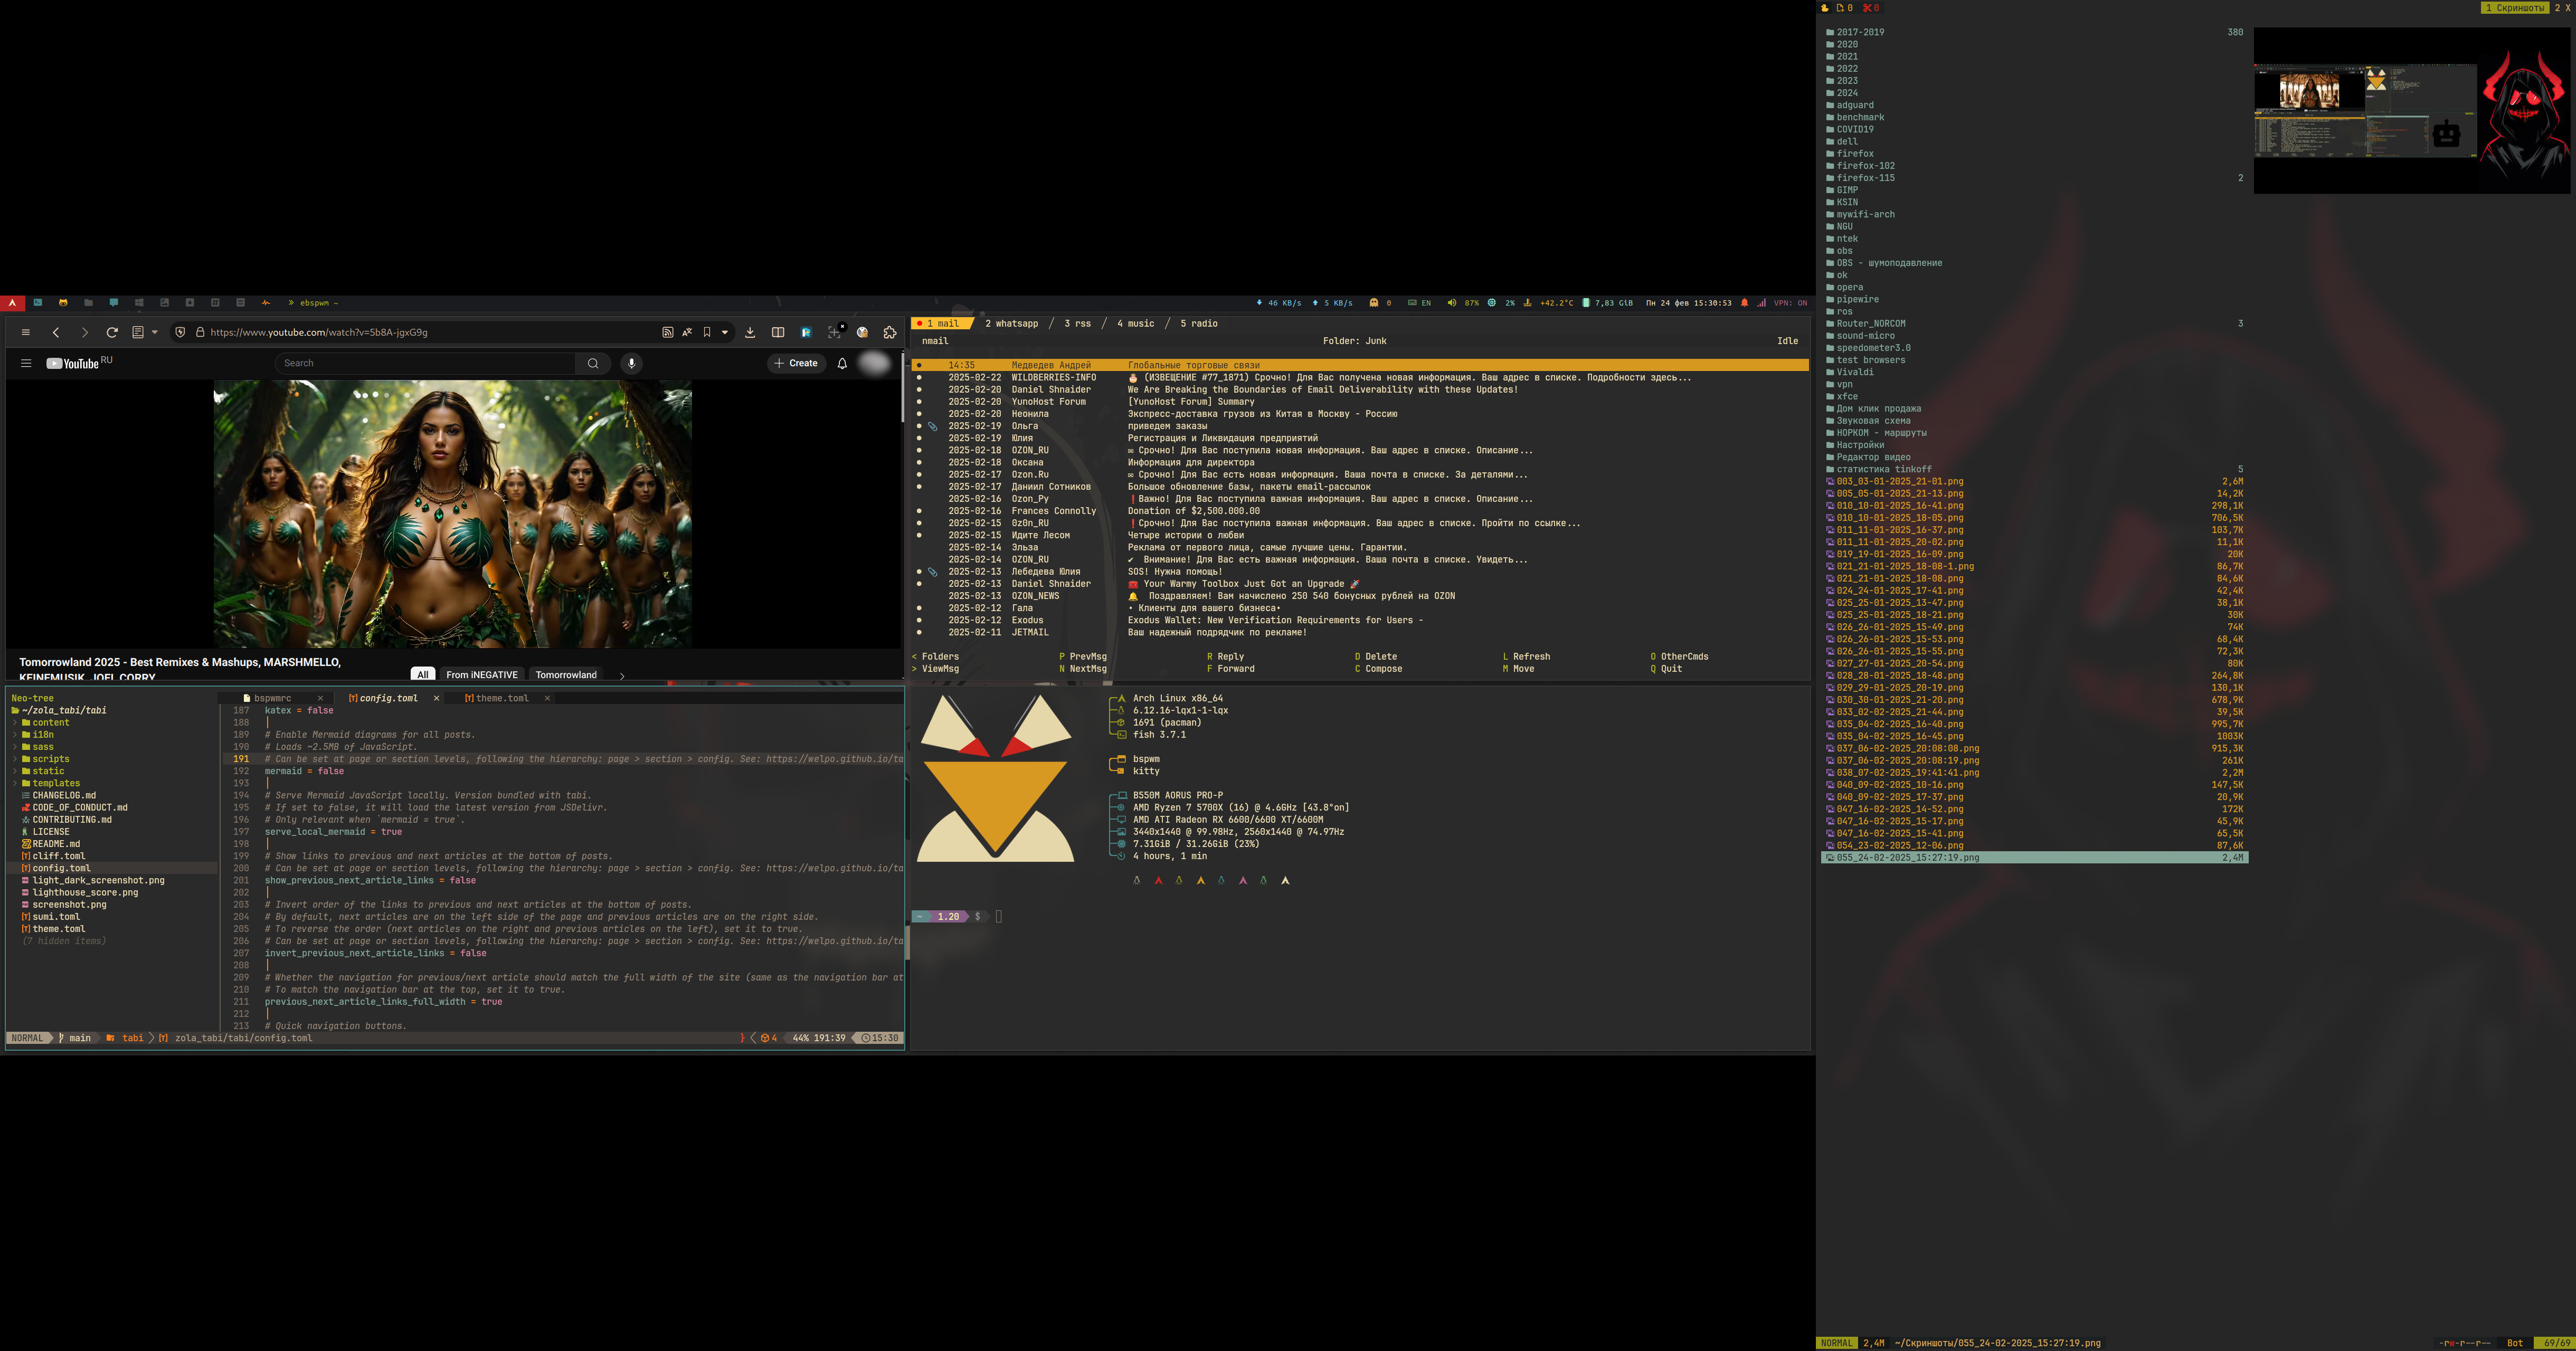 0 0
1 Скриншоты 2 X
2017-2019 380
2020
2021
2022
2023
2024
adguard
benchmark
COVID19
dell
firefox
firefox-102
firefox-115 2
GIMP
KSIN
mywifi-arch
NGU
ntek
obs
OBS - шумоподавление
ok
opera
pipewire
ros
Router_NORCOM 3
sound-micro
speedometer3.0
test browsers
Vivaldi
vpn
xfce
Дом клик продажа
Звуковая схема
НОРКОМ - маршруты
Настройки
Редактор видео
статистика tinkoff 5
003_03-01-2025_21-01.png 2,6M
005_05-01-2025_21-13.png 14,2K
010_10-01-2025_16-41.png 298,1K
010_10-01-2025_18-05.png 706,5K
011_11-01-2025_16-37.png 103,7K
011_11-01-2025_20-02.png 11,1K
019_19-01-2025_16-09.png 20K
021_21-01-2025_18-08-1.png 86,7K
021_21-01-2025_18-08.png 84,6K
024_24-01-2025_17-41.png 42,4K
025_25-01-2025_13-47.png 38,1K
025_25-01-2025_18-21.png 30K
026_26-01-2025_15-49.png 74K
026_26-01-2025_15-53.png 68,4K
026_26-01-2025_15-55.png 72,3K
027_27-01-2025_20-54.png 80K
028_28-01-2025_18-48.png 264,8K
029_29-01-2025_20-19.png 130,1K
030_30-01-2025_21-20.png 678,9K
033_02-02-2025_21-44.png 39,5K
035_04-02-2025_16-40.png 995,7K
035_04-02-2025_16-45.png 1003K
037_06-02-2025_20:08:08.png 915,3K
037_06-02-2025_20:08:19.png 261K
038_07-02-2025_19:41:41.png 2,2M
040_09-02-2025_10-16.png 147,5K
040_09-02-2025_17-37.png 20,9K
047_16-02-2025_14-52.png 172K
047_16-02-2025_15-17.png 45,9K
047_16-02-2025_15-41.png 65,5K
054_23-02-2025_12-06.png 87,6K
055_24-02-2025_15:27:19.png 2,4M
NORMAL 2,4M ~/Скриншоты/055_24-02-2025_15:27:19.png -rw-r--r-- Bot 69/69
ebspwm ~
46 KB/s 5 KB/s 0 EN 87% 2% +42.2°C 7,83 GiB Пн 24 фев 15:30:53 VPN: ON
https://www.youtube.com/watch?v=5b8A-jgxG9g
YouTube RU
Search
Create
Tomorrowland 2025 - Best Remixes & Mashups, MARSHMELLO,
KEINEMUSIK, JOEL CORRY
All From iNEGATIVE Tomorrowland
1 mail 2 whatsapp 3 rss 4 music 5 radio
nmail Folder: Junk Idle
14:35 Медведев Андрей Глобальные торговые связи
2025-02-22 WILDBERRIES-INFO (ИЗВЕЩЕНИЕ #77_1871) Срочно! Для Вас получена новая информация. Ваш адрес в списке. Подробности здесь...
2025-02-20 Daniel Shnaider We Are Breaking the Boundaries of Email Deliverability with these Updates!
2025-02-20 YunoHost Forum [YunoHost Forum] Summary
2025-02-20 Неонила Экспресс-доставка грузов из Китая в Москву - Россию
2025-02-19 Ольга приведем заказы
2025-02-19 Юлия Регистрация и Ликвидация предприятий
2025-02-18 OZON_RU ✉ Срочно! Для Вас поступила новая информация. Ваш адрес в списке. Описание...
2025-02-18 Оксана Информация для директора
2025-02-17 Ozon.Ru ✉ Срочно! Для Вас есть новая информация. Ваша почта в списке. За деталями...
2025-02-17 Даниил Сотников Большое обновление базы, пакеты email-рассылок
2025-02-16 Ozon_Ру ❗Важно! Для Вас поступила важная информация. Ваш адрес в списке. Описание...
2025-02-16 Frances Connolly Donation of $2,500.000.00
2025-02-15 0z0n_RU ❗Срочно! Для Вас поступила важная информация. Ваш адрес в списке. Пройти по ссылке...
2025-02-15 Идите Лесом Четыре истории о любви
2025-02-14 Эльза Реклама от первого лица, самые лучшие цены. Гарантии.
2025-02-14 OZON_RU ✔ Внимание! Для Вас есть важная информация. Ваша почта в списке. Увидеть...
2025-02-13 Лебедева Юлия SOS! Нужна помощь!
2025-02-13 Daniel Shnaider 🧰 Your Warmy Toolbox Just Got an Upgrade 🚀
2025-02-13 OZON_NEWS 🔔 Поздравляем! Вам начислено 250 540 бонусных рублей на OZON
2025-02-12 Гала • Клиенты для вашего бизнеса•
2025-02-12 Exodus Exodus Wallet: New Verification Requirements for Users -
2025-02-11 JETMAIL Ваш надежный подрядчик по рекламе!
< Folders P PrevMsg R Reply D Delete L Refresh O OtherCmds
> ViewMsg N NextMsg F Forward C Compose M Move Q Quit
Neo-tree
~/zola_tabi/tabi
content
i18n
sass
scripts
static
templates
CHANGELOG.md
CODE_OF_CONDUCT.md
CONTRIBUTING.md
LICENSE
README.md
cliff.toml
config.toml
light_dark_screenshot.png
lighthouse_score.png
screenshot.png
sumi.toml
theme.toml
(7 hidden items)
bspwmrc × config.toml × theme.toml ×
187 katex = false
188
189 # Enable Mermaid diagrams for all posts.
190 # Loads ~2.5MB of JavaScript.
191 # Can be set at page or section levels, following the hierarchy: page > section > config. See: https://welpo.github.io/ta
192 mermaid = false
193
194 # Serve Mermaid JavaScript locally. Version bundled with tabi.
195 # If set to false, it will load the latest version from JSDelivr.
196 # Only relevant when `mermaid = true`.
197 serve_local_mermaid = true
198
199 # Show links to previous and next articles at the bottom of posts.
200 # Can be set at page or section levels, following the hierarchy: page > section > config. See: https://welpo.github.io/ta
201 show_previous_next_article_links = false
202
203 # Invert order of the links to previous and next articles at the bottom of posts.
204 # By default, next articles are on the left side of the page and previous articles are on the right side.
205 # To reverse the order (next articles on the right and previous articles on the left), set it to true.
206 # Can be set at page or section levels, following the hierarchy: page > section > config. See: https://welpo.github.io/ta
207 invert_previous_next_article_links = false
208
209 # Whether the navigation for previous/next article should match the full width of the site (same as the navigation bar at
210 # To match the navigation bar at the top, set it to true.
211 previous_next_article_links_full_width = true
212
213 # Quick navigation buttons.
NORMAL main tabi zola_tabi/tabi/config.toml } 4 44% 191:39 15:30
Arch Linux x86_64
6.12.16-lqx1-1-lqx
1691 (pacman)
fish 3.7.1
bspwm
kitty
B550M AORUS PRO-P
AMD Ryzen 7 5700X (16) @ 4.6GHz [43.8°on]
AMD ATI Radeon RX 6600/6600 XT/6600M
3440x1440 @ 99.98Hz, 2560x1440 @ 74.97Hz
7.31GiB / 31.26GiB (23%)
4 hours, 1 min
~ 1.20 $